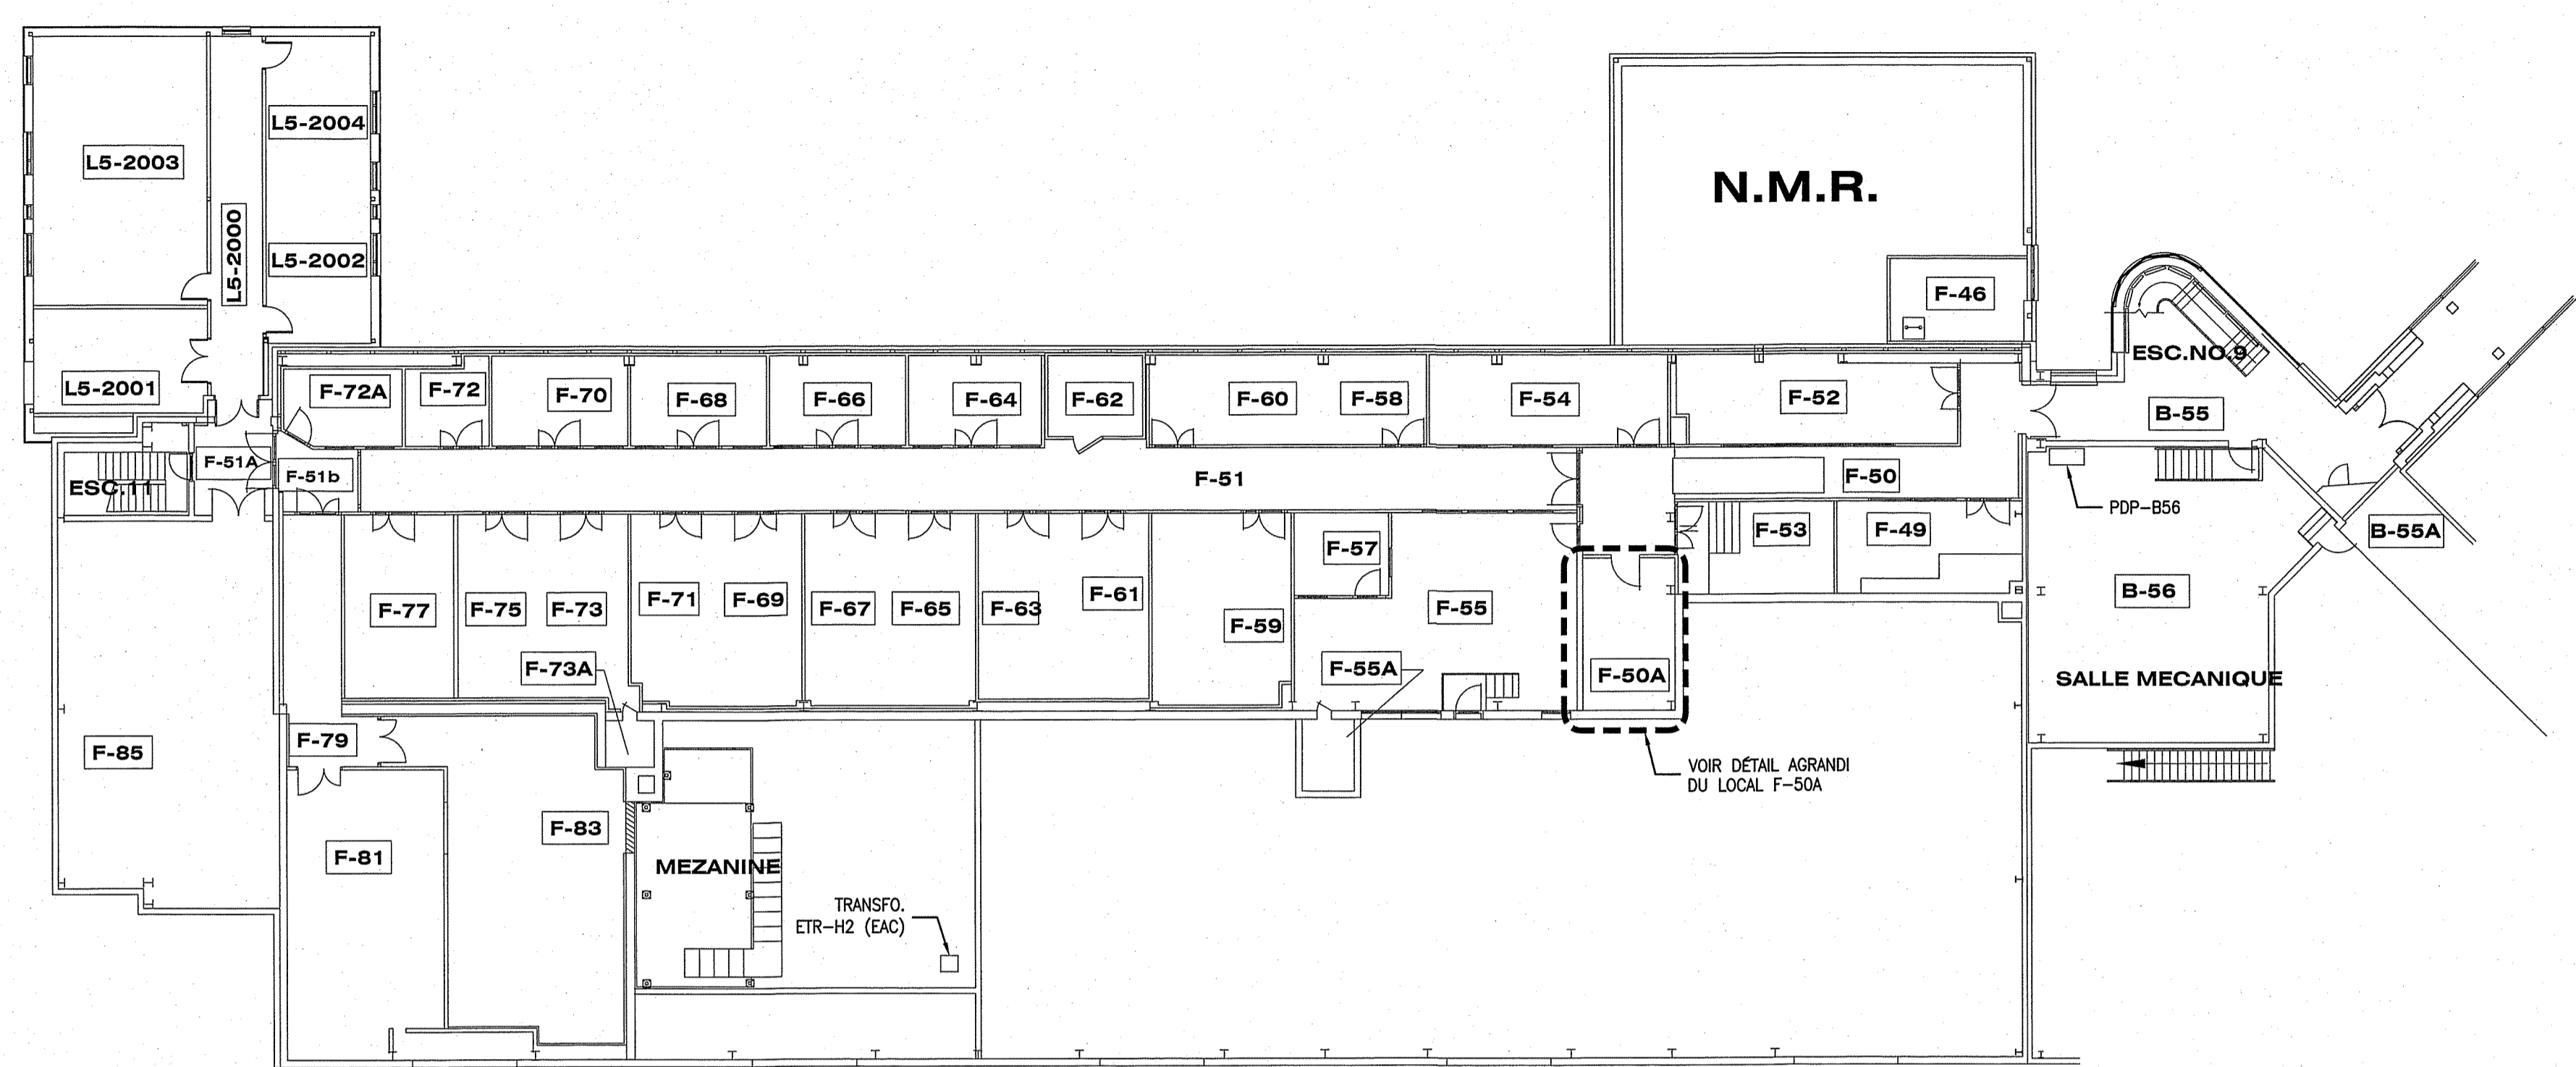 L5-2004
L5-2003
N.M.R.
L5-2000
L5-2002
F-46
ESC.NO.9
L5-2001
F-72A
F-72
F-70
F-68
F-66
F-64
F-62
F-60
F-58
F-54
F-52
B-55
F-51A
F-51b
F-51
F-50
ESC.11
PDP-B56
F-53
F-49
B-55A
F-57
F-77
F-75
F-73
F-71
F-69
F-67
F-65
F-63
F-61
F-59
F-55
B-56
F-73A
F-55A
F-50A
SALLE MECANIQUE
F-85
F-79
VOIR DÉTAIL AGRANDI
DU LOCAL F-50A
F-83
F-81
MEZANINE
TRANSFO.
ETR-H2 (EAC)